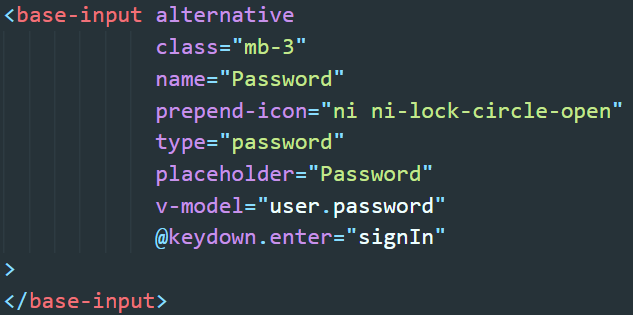 <base-input alternative
class="mb-3"
name="Password"
prepend-icon="ni ni-lock-circle-open"
type="password"
placeholder="Password"
v-model="user.password"
@keydown.enter="signIn"
>
</base-input>